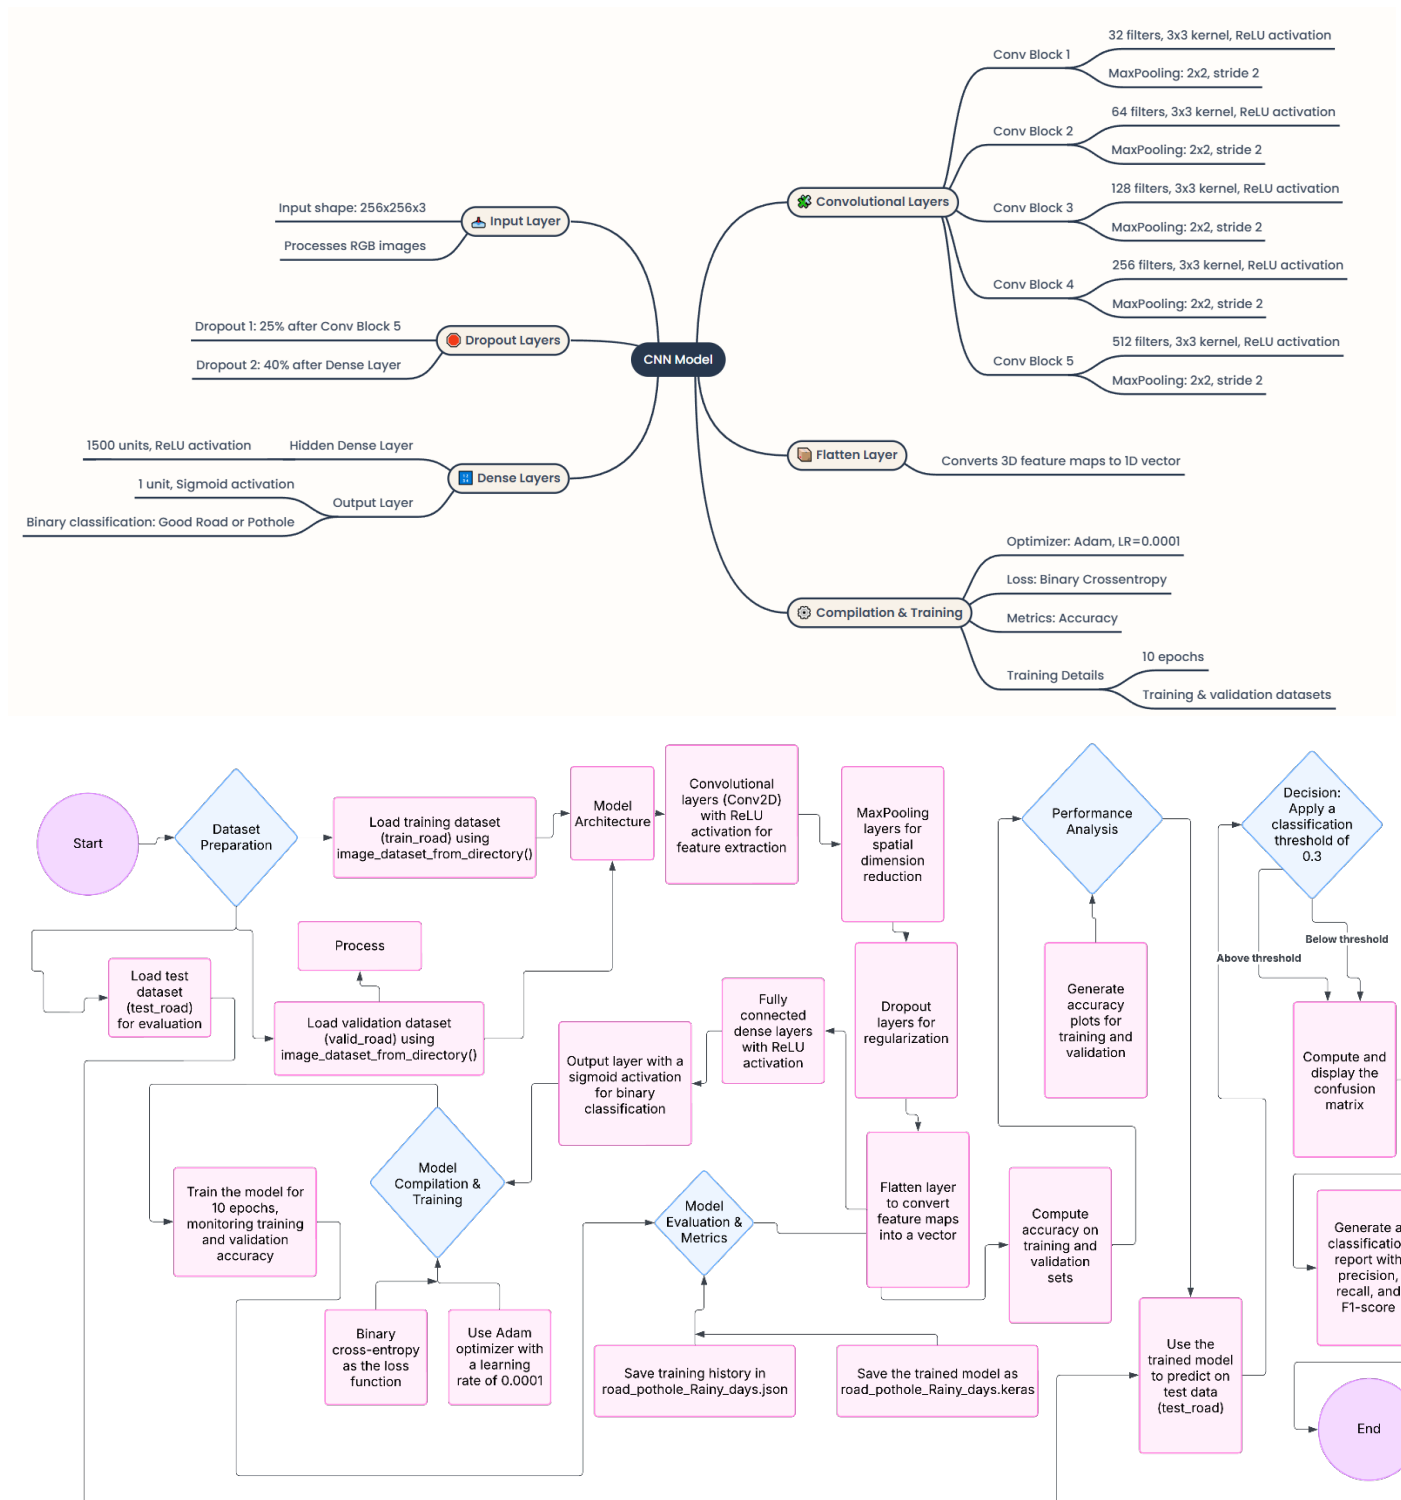 CNN Model
Input Layer
Input shape: 256x256x3
Processes RGB images
Dropout Layers
Dropout 1: 25% after Conv Block 5
Dropout 2: 40% after Dense Layer
Dense Layers
Hidden Dense Layer
1500 units, ReLU activation
Output Layer
1 unit, Sigmoid activation
Binary classification: Good Road or Pothole
Convolutional Layers
Conv Block 1
32 filters, 3x3 kernel, ReLU activation
MaxPooling: 2x2, stride 2
Conv Block 2
64 filters, 3x3 kernel, ReLU activation
MaxPooling: 2x2, stride 2
Conv Block 3
128 filters, 3x3 kernel, ReLU activation
MaxPooling: 2x2, stride 2
Conv Block 4
256 filters, 3x3 kernel, ReLU activation
MaxPooling: 2x2, stride 2
Conv Block 5
512 filters, 3x3 kernel, ReLU activation
MaxPooling: 2x2, stride 2
Flatten Layer
Converts 3D feature maps to 1D vector
Compilation & Training
Optimizer: Adam, LR=0.0001
Loss: Binary Crossentropy
Metrics: Accuracy
Training Details
10 epochs
Training & validation datasets
Start
Dataset
Preparation
Load training dataset
(train_road) using
image_dataset_from_directory()
Model
Architecture
Convolutional
layers (Conv2D)
with ReLU
activation for
feature extraction
MaxPooling
layers for
spatial
dimension
reduction
Performance
Analysis
Decision:
Apply a
classification
threshold of
0.3
Below threshold
Above threshold
Process
Load test
dataset
(test_road)
for evaluation
Load validation dataset
(valid_road) using
image_dataset_from_directory()
Fully
connected
dense layers
with ReLU
activation
Dropout
layers for
regularization
Generate
accuracy
plots for
training and
validation
Compute and
display the
confusion
matrix
Output layer with a
sigmoid activation
for binary
classification
Model
Compilation &
Training
Train the model for
10 epochs,
monitoring training
and validation
accuracy
Model
Evaluation &
Metrics
Flatten layer
to convert
feature maps
into a vector
Compute
accuracy on
training and
validation
sets
Generate a
classificatio
report with
precision,
recall, and
F1-score
Binary
cross-entropy
as the loss
function
Use Adam
optimizer with
a learning
rate of 0.0001
Save training history in
road_pothole_Rainy_days.json
Save the trained model as
road_pothole_Rainy_days.keras
Use the
trained model
to predict on
test data
(test_road)
End